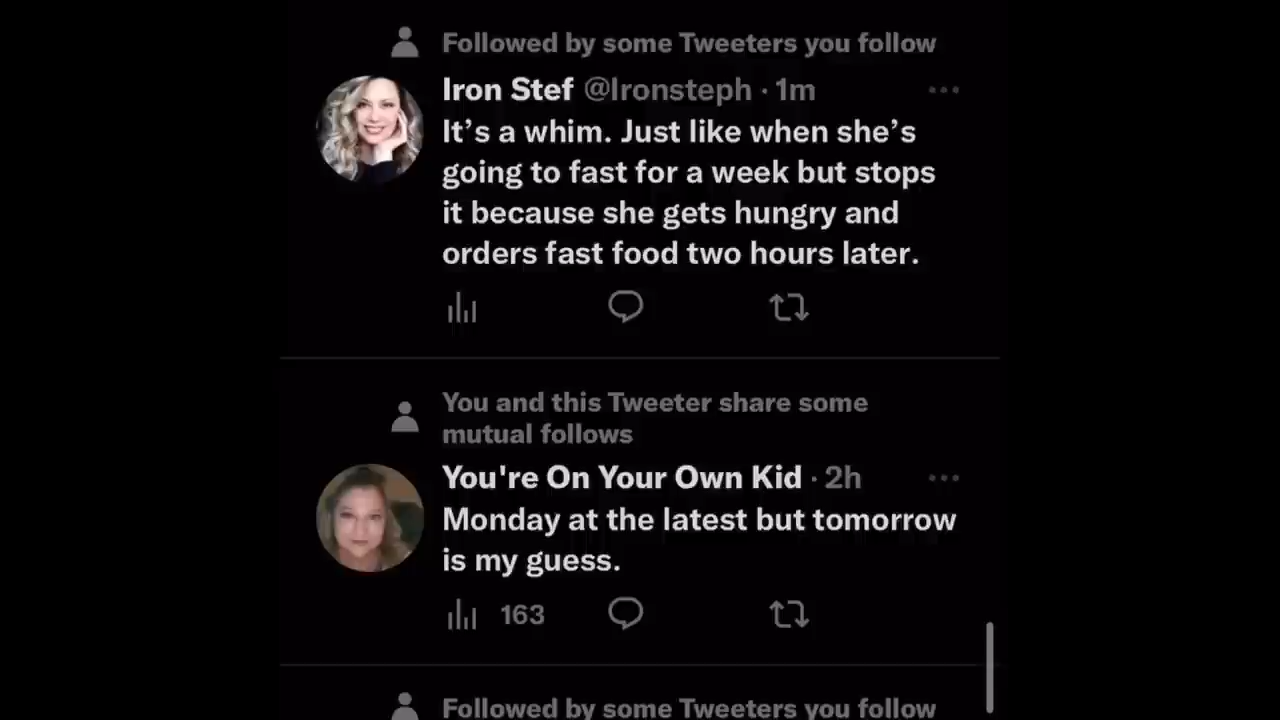 Followed by some Tweeters you follow
Iron Stef @Ironsteph · 1m
It’s a whim. Just like when she’s
going to fast for a week but stops
it because she gets hungry and
orders fast food two hours later.
You and this Tweeter share some
mutual follows
You're On Your Own Kid · 2h
Monday at the latest but tomorrow
is my guess.
163
Followed by some Tweeters you follow